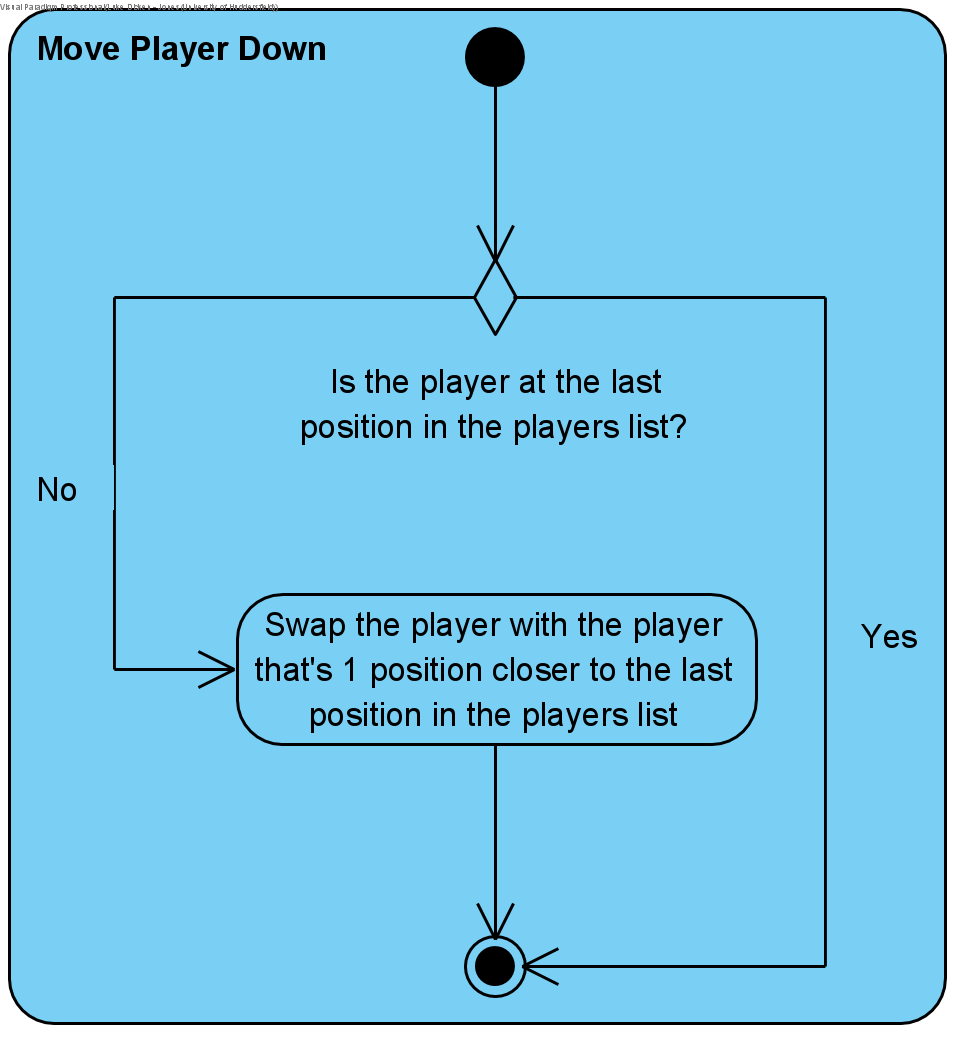 Visual Paradigm
Move Player Down
Is the player at the last
position in the players list?
No
Swap the player with the player
that's 1 position closer to the last
position in the players list
Yes